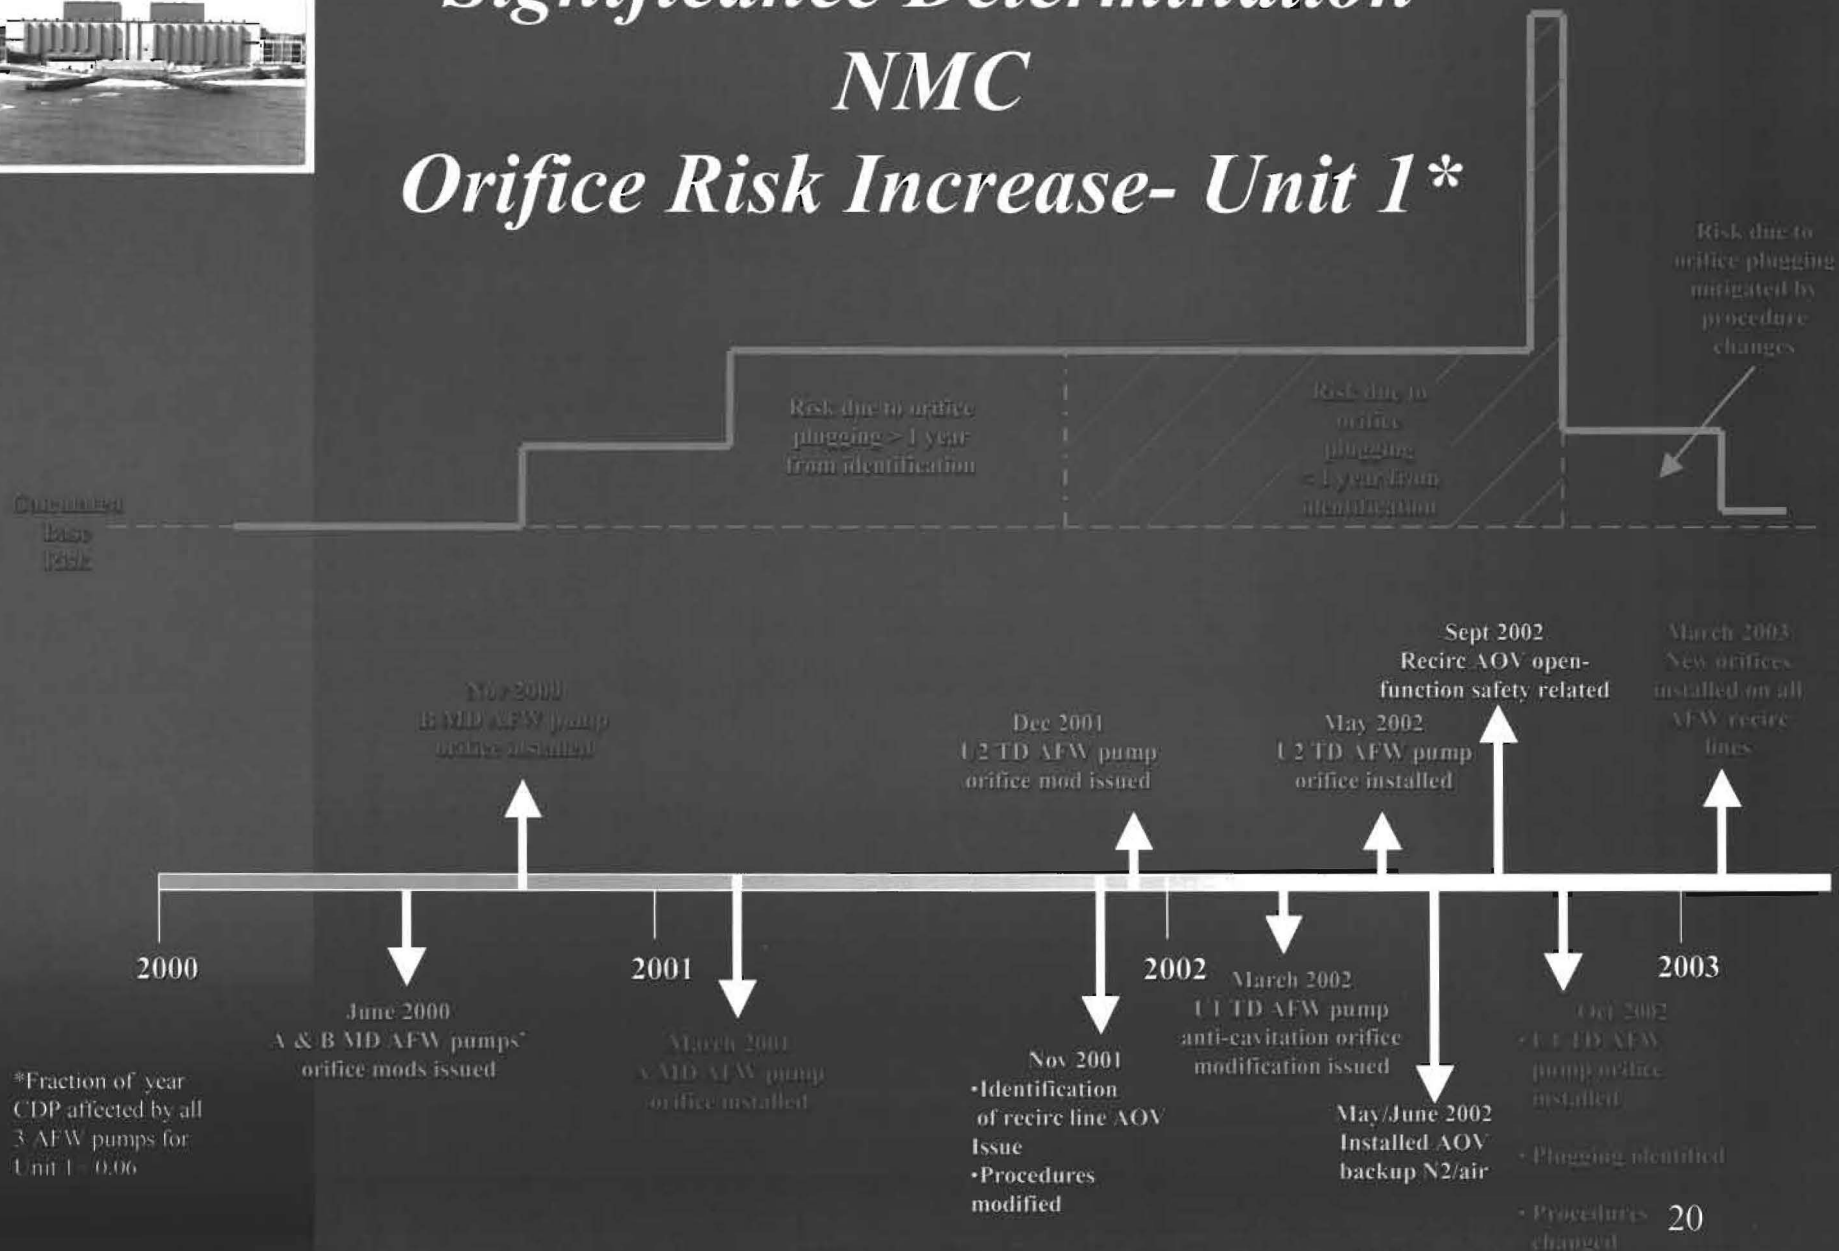 Significance Determination
NMC
Orifice Risk Increase- Unit 1*
Risk due to
orifice plugging
mitigated by
procedure
changes
Risk due to orifice
plugging > 1 year
from identification
Risk due to
orifice
plugging
< 1 year from
identification
Base
Risk
Sept 2002
Recirc AOV open-
function safety related
March 2003
New orifices
installed on all
AFW recirc
lines
Nov 2000
B MD AFW pump
orifice installed
Dec 2001
U2 TD AFW pump
orifice mod issued
May 2002
U2 TD AFW pump
orifice installed
2000
2001
2002
2003
June 2000
A & B MD AFW pumps'
orifice mods issued
March 2001
A MD AFW pump
orifice installed
Nov 2001
•Identification
of recirc line AOV
Issue
•Procedures
modified
March 2002
U1 TD AFW pump
anti-cavitation orifice
modification issued
May/June 2002
Installed AOV
backup N2/air
Oct 2002
• U1 TD AFW
pump orifice
installed
• Plugging identified
• Procedures
changed
*Fraction of year
CDP affected by all
3 AFW pumps for
Unit 1 0.06
20